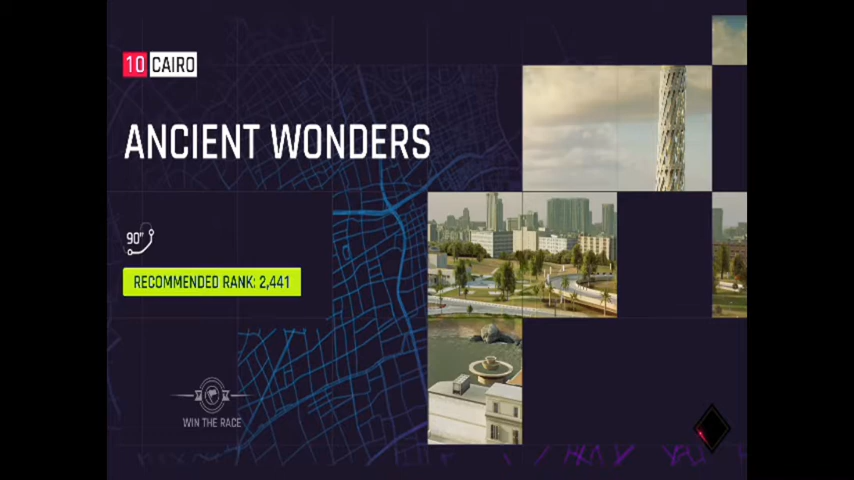 10 CAIRO
ANCIENT WONDERS
90"
RECOMMENDED RANK: 2,441
WIN THE RACE